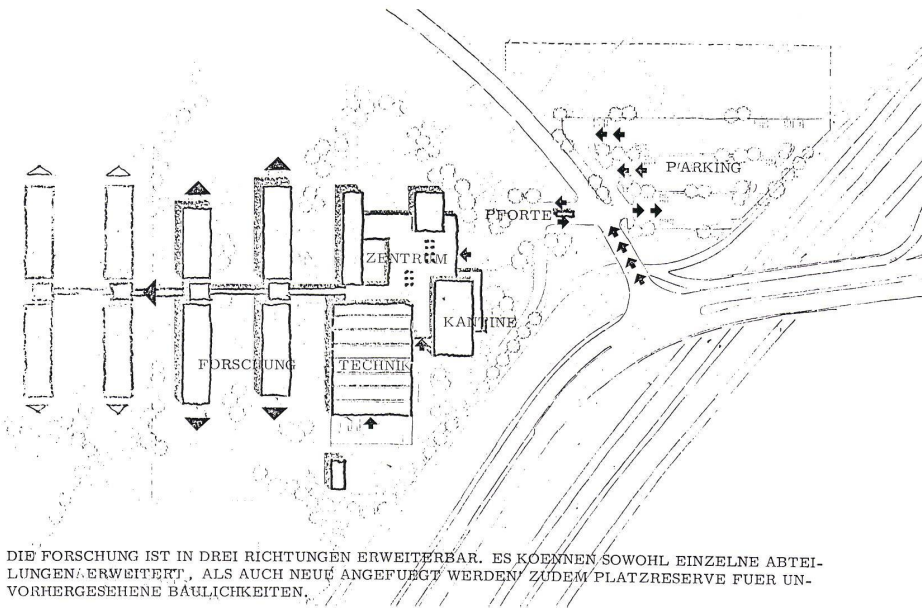 PARKING
PFORTE
ZENTRUM
KANTINE
FORSCHUNG
TECHNIK
DIE FORSCHUNG IST IN DREI RICHTUNGEN ERWEITERBAR. ES KOENNEN SOWOHL EINZELNE ABTEI-
LUNGEN ERWEITERT, ALS AUCH NEUE ANGEFUEGT WERDEN ZUDEM PLATZRESERVE FUER UN-
VORHERGESEHENE BAULICHKEITEN.